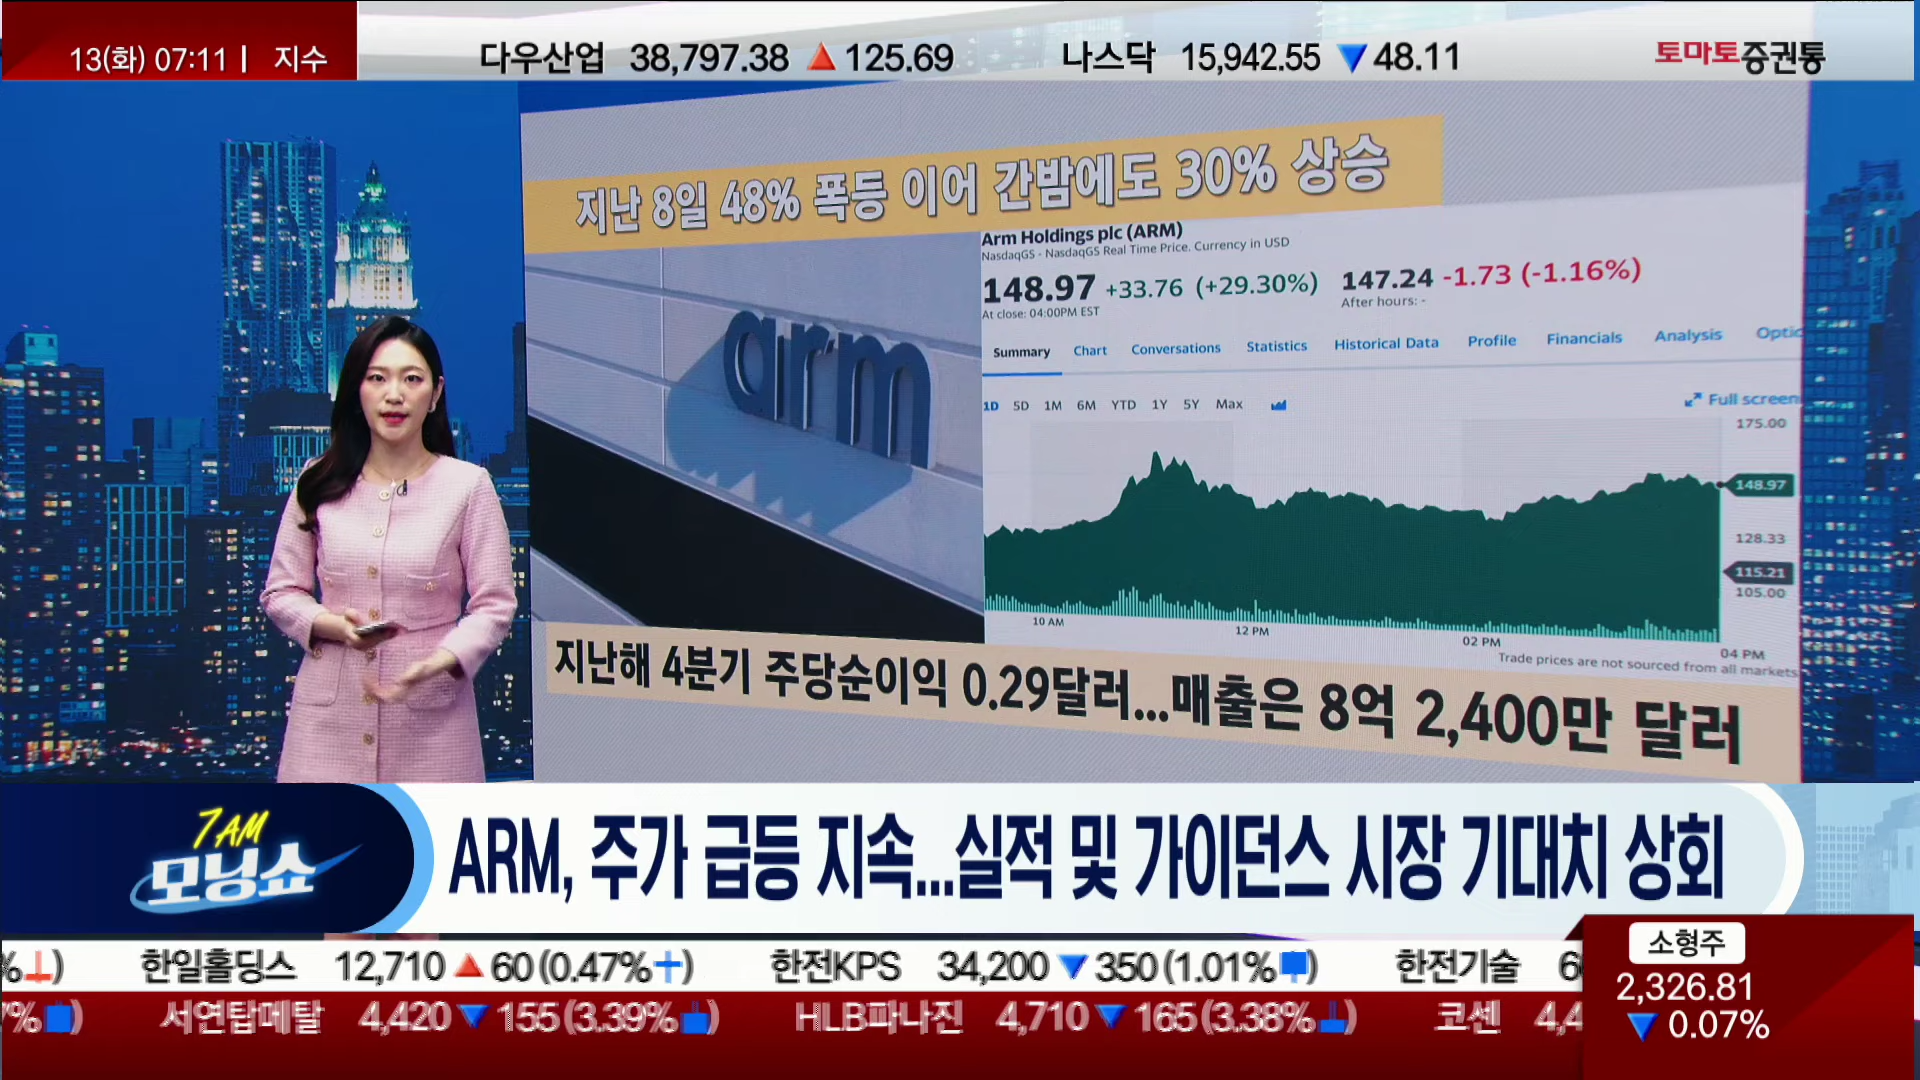 13(화) 07:11 | 지수
다우산업 38,797.38 ▲ 125.69 나스닥 15,942.55 ▼ 48.11
토마토증권통
지난 8일 48% 폭등 이어 간밤에도 30% 상승
arm
Arm Holdings plc (ARM)
NasdaqGS - NasdaqGS Real Time Price. Currency in USD
148.97 +33.76 (+29.30%) 147.24 -1.73 (-1.16%)
At close: 04:00PM EST After hours: -
Summary Chart Conversations Statistics Historical Data Profile Financials Analysis Optic
1D 5D 1M 6M YTD 1Y 5Y Max Full screen
175.00
148.97
128.33
115.21
105.00
10 AM 12 PM 02 PM 04 PM
Trade prices are not sourced from all markets
지난해 4분기 주당순이익 0.29달러...매출은 8억 2,400만 달러
7 AM
모닝쇼
ARM, 주가 급등 지속...실적 및 가이던스 시장 기대치 상회
%) 한일홀딩스 12,710 ▲ 60 (0.47%) 한전KPS 34,200 ▼ 350 (1.01%) 한전기술
7%) 서연탑메탈 4,420 ▼ 155 (3.39%) HLB파나진 4,710 ▼ 165 (3.38%) 코센 4,4
소형주
2,326.81
▼ 0.07%